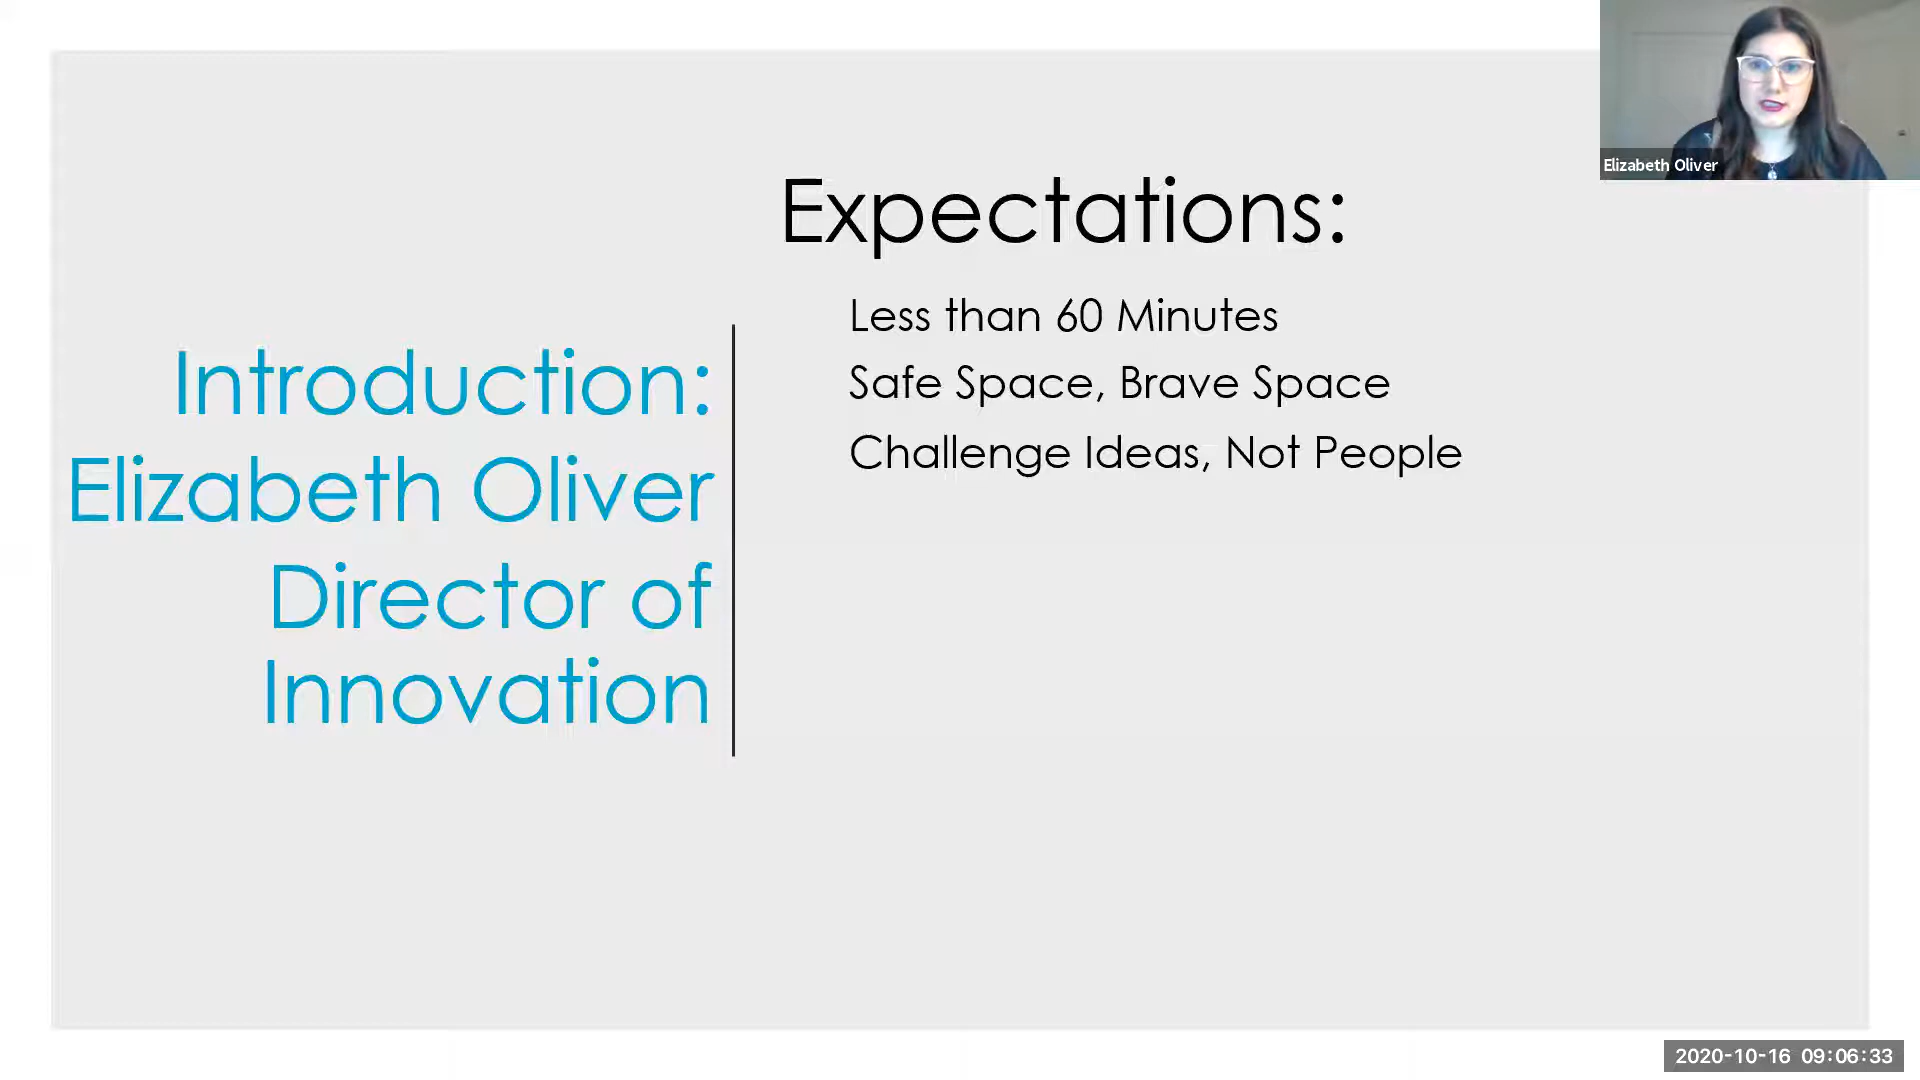 Introduction:
Elizabeth Oliver
Director of
Innovation
Expectations:
Less than 60 Minutes
Safe Space, Brave Space
Challenge Ideas, Not People
Elizabeth Oliver
2020-10-16 09:06:33